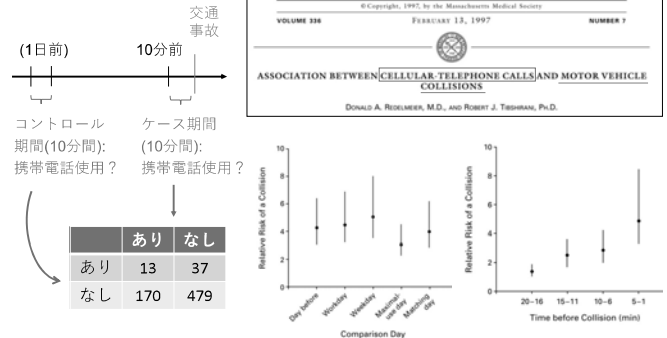 交通
事故
(1日前)
10分前
コントロール
期間(10分間):
携帯電話使用？
ケース期間
(10分間):
携帯電話使用？
あり なし
あり 13 37
なし 170 479
© Copyright, 1997, by the Massachusetts Medical Society
VOLUME 336 FEBRUARY 13, 1997 NUMBER 7
ASSOCIATION BETWEEN CELLULAR-TELEPHONE CALLS AND MOTOR VEHICLE
COLLISIONS
DONALD A. REDELMEIER, M.D., AND ROBERT J. TIBSHIRANI, PH.D.
Relative Risk of a Collision
10
8
6
4
2
0
Day before
Workday
Weekday
Maximal-
use day
Matching
day
Comparison Day
Relative Risk of a Collision
10
8
6
4
2
0
20–16 15–11 10–6 5–1
Time before Collision (min)